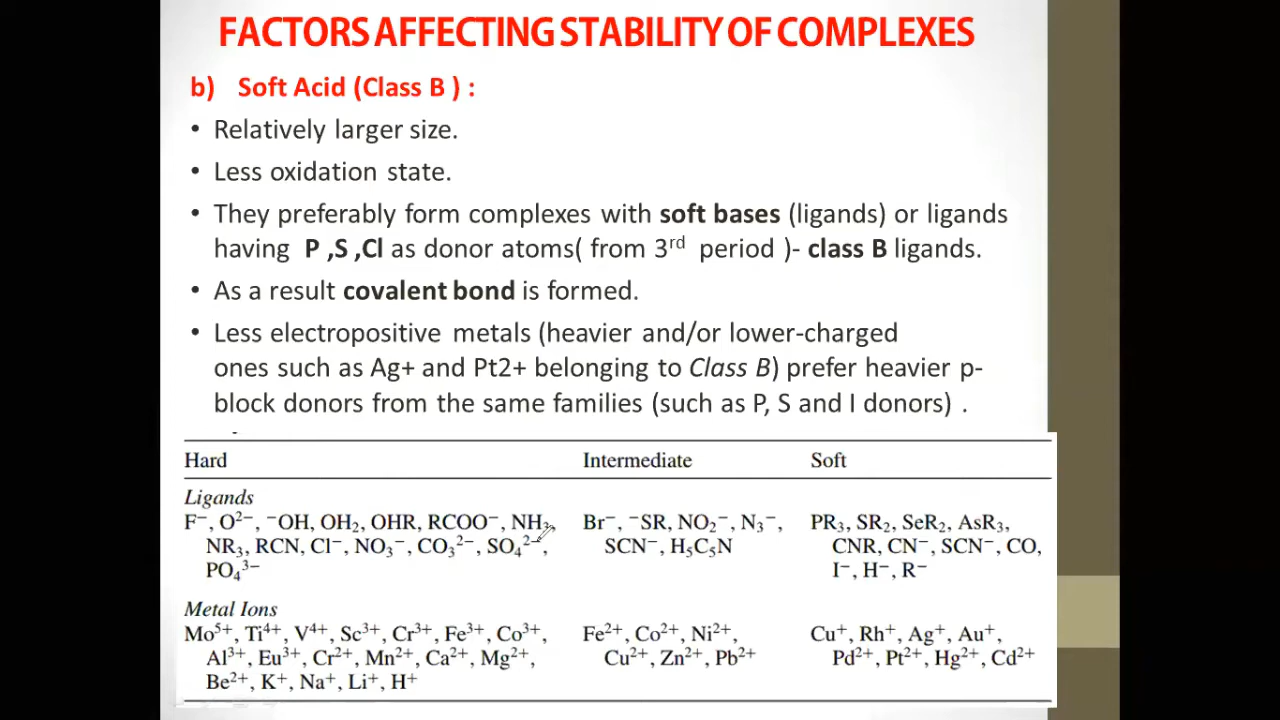 FACTORS AFFECTING STABILITY OF COMPLEXES
b) Soft Acid (Class B ) :
• Relatively larger size.
• Less oxidation state.
• They preferably form complexes with soft bases (ligands) or ligands
having P ,S ,Cl as donor atoms( from 3rd period )- class B ligands.
• As a result covalent bond is formed.
• Less electropositive metals (heavier and/or lower-charged
ones such as Ag+ and Pt2+ belonging to Class B) prefer heavier p-
block donors from the same families (such as P, S and I donors) .
Hard Intermediate Soft
Ligands
F⁻, O²⁻, ⁻OH, OH₂, OHR, RCOO⁻, NH₃, Br⁻, ⁻SR, NO₂⁻, N₃⁻, PR₃, SR₂, SeR₂, AsR₃,
NR₃, RCN, Cl⁻, NO₃⁻, CO₃²⁻, SO₄²⁻, SCN⁻, H₅C₅N CNR, CN⁻, SCN⁻, CO,
PO₄³⁻ I⁻, H⁻, R⁻
Metal Ions
Mo⁵⁺, Ti⁴⁺, V⁴⁺, Sc³⁺, Cr³⁺, Fe³⁺, Co³⁺, Fe²⁺, Co²⁺, Ni²⁺, Cu⁺, Rh⁺, Ag⁺, Au⁺,
Al³⁺, Eu³⁺, Cr²⁺, Mn²⁺, Ca²⁺, Mg²⁺, Cu²⁺, Zn²⁺, Pb²⁺ Pd²⁺, Pt²⁺, Hg²⁺, Cd²⁺
Be²⁺, K⁺, Na⁺, Li⁺, H⁺